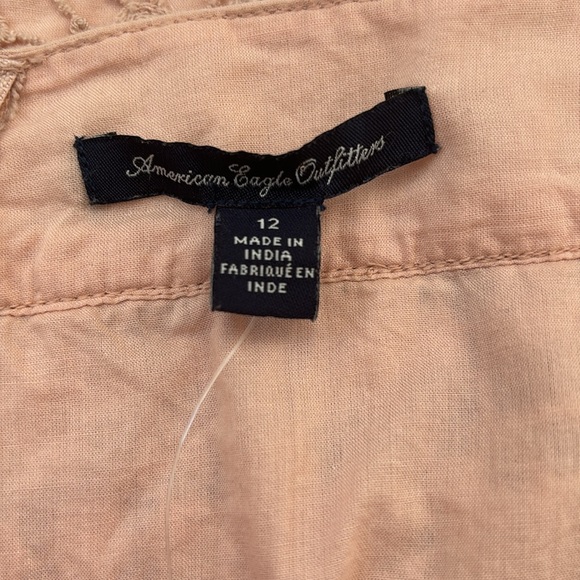 American Eagle Outfitters
12
MADE IN
INDIA
FABRIQUÉ EN
INDE